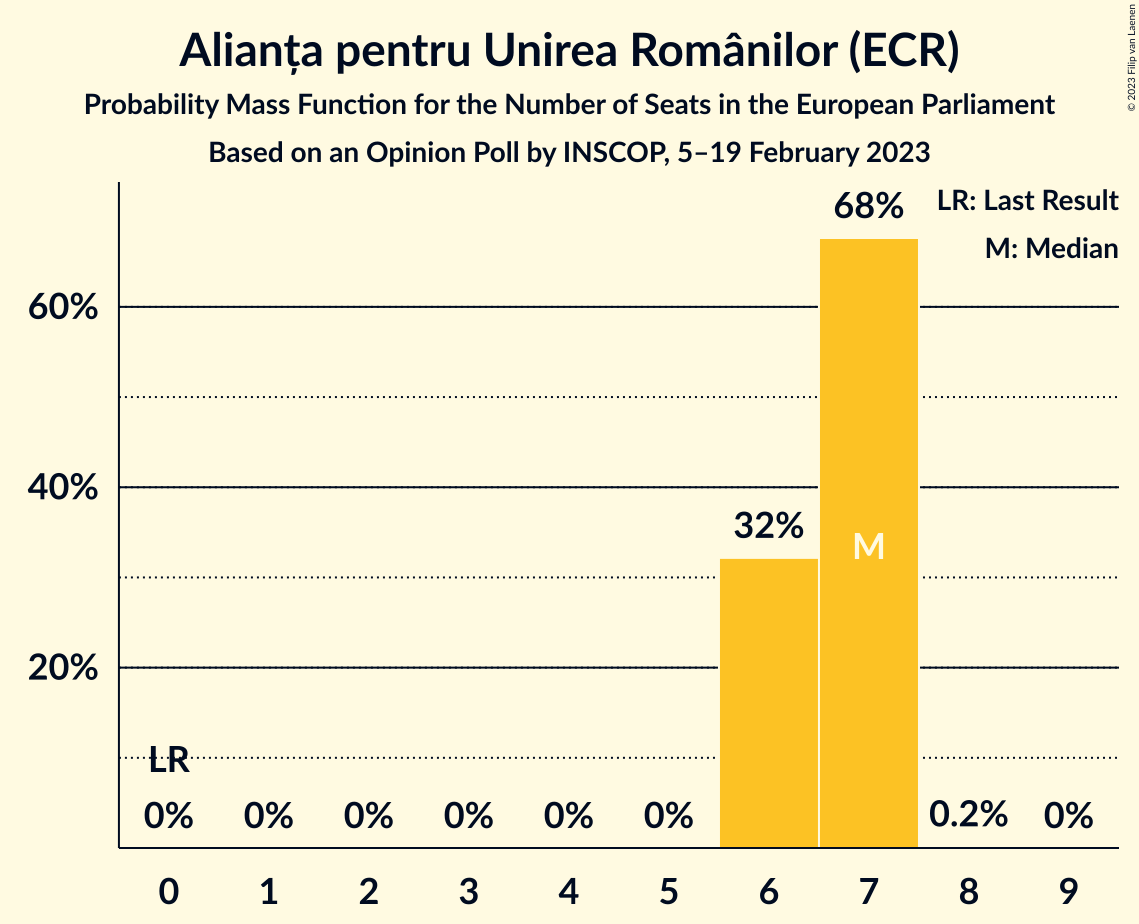 Alianța pentru Unirea Românilor (ECR)
Probability Mass Function for the Number of Seats in the European Parliament
Based on an Opinion Poll by INSCOP, 5–19 February 2023
© 2023 Filip van Laenen
LR: Last Result
M: Median
68%
60%
40%
32%
M
20%
LR
0% 0% 0% 0% 0% 0% 0.2% 0%
0 1 2 3 4 5 6 7 8 9